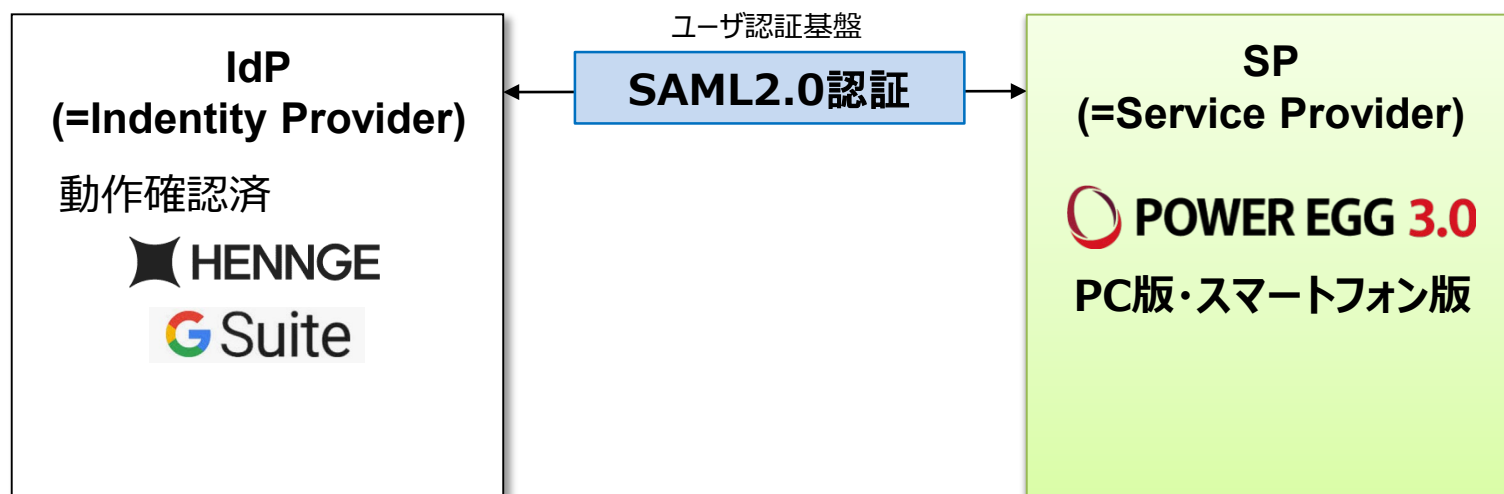 ユーザ認証基盤
IdP
(=Indentity Provider)
動作確認済
HENNGE
G Suite
SAML2.0認証
SP
(=Service Provider)
POWER EGG 3.0
PC版・スマートフォン版